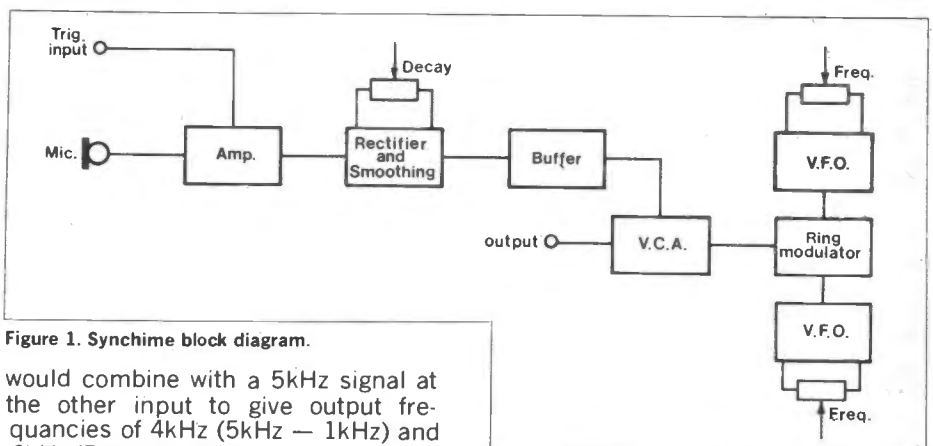 Trig.
input
Mic.
Amp.
Decay
Rectifier
and
Smoothing
Buffer
output
V.C.A.
Freq.
V.F.O.
Ring
modulator
V.F.O.
Freq.
Figure 1. Synchime block diagram.
would combine with a 5kHz signal at
the other input to give output fre-
quancies of 4kHz (5kHz — 1kHz) and